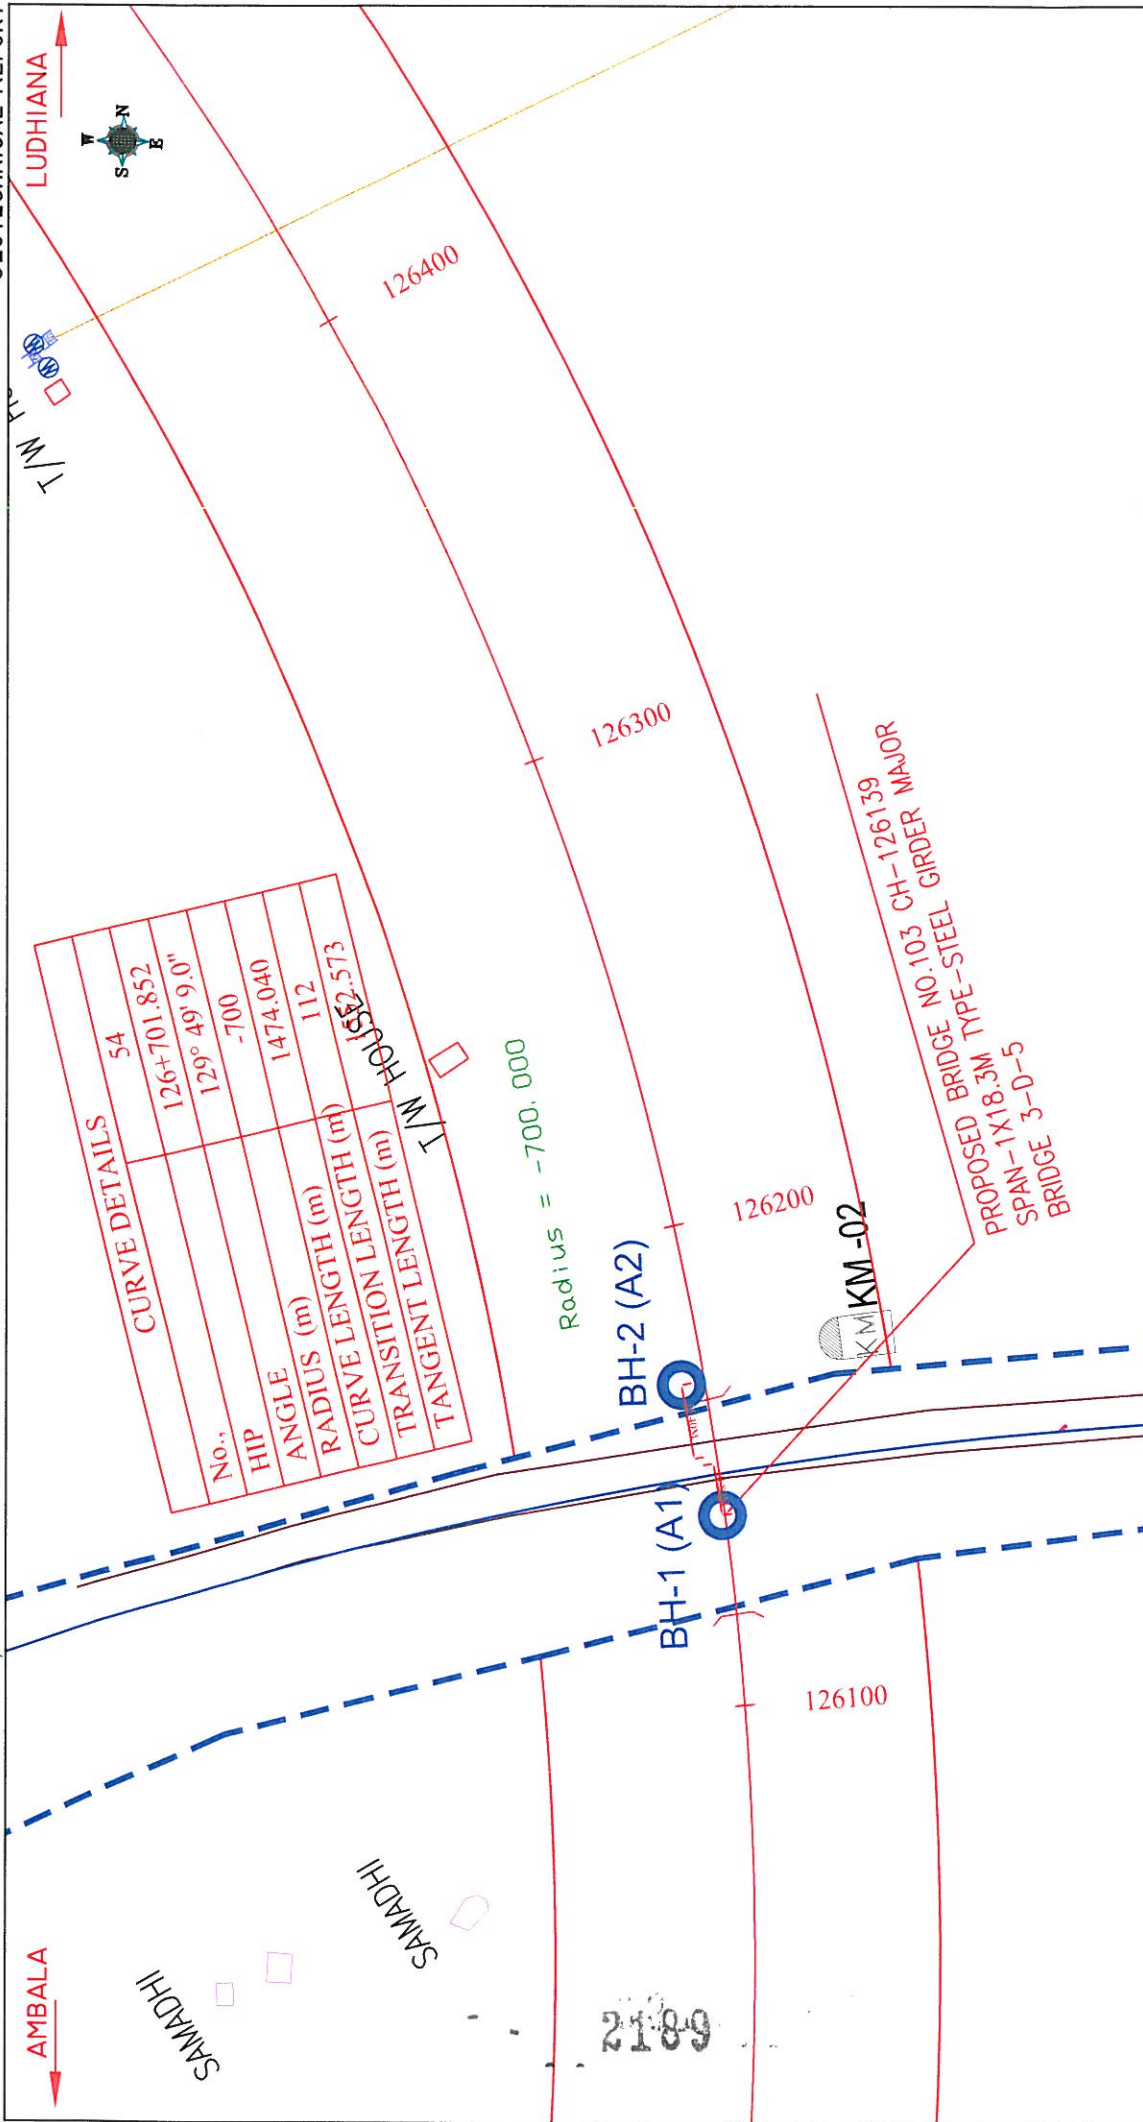 AMBALA
LUDHIANA
W
S
N
E
SAMADHI
SAMADHI
CURVE DETAILS
No., 54
HIP 126+701.852
ANGLE 129° 49' 9.0"
RADIUS (m) -700
CURVE LENGTH (m) 1474.040
TRANSITION LENGTH (m) 112
TANGENT LENGTH (m)
T/W HOUSE
T/W
W
W
Radius = -700.000
BH-1 (A1)
BH-2 (A2)
126100
126200
126300
126400
KM
KM -02
PROPOSED BRIDGE NO.103 CH-126139
SPAN-1X18.3M TYPE-STEEL GIRDER MAJOR
BRIDGE 3-D-5
2189